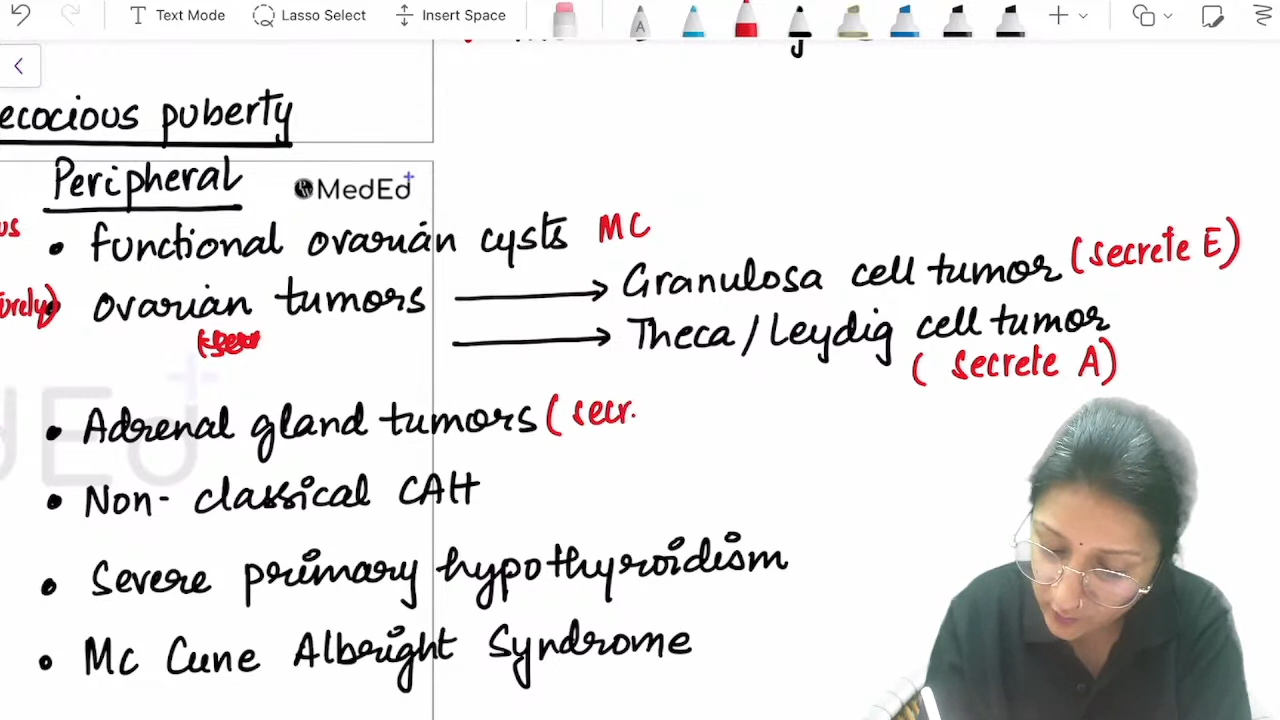 Text Mode Lasso Select Insert Space
ecocious puberty
Peripheral MedEd+
• functional ovarian cysts MC
ovarian tumors → Granulosa cell tumor (secrete E)
→ Theca/Leydig cell tumor
(secrete A)
• Adrenal gland tumors (secr.
• Non-classical CAH
• Severe primary hypothyroidism
• Mc Cune Albright Syndrome